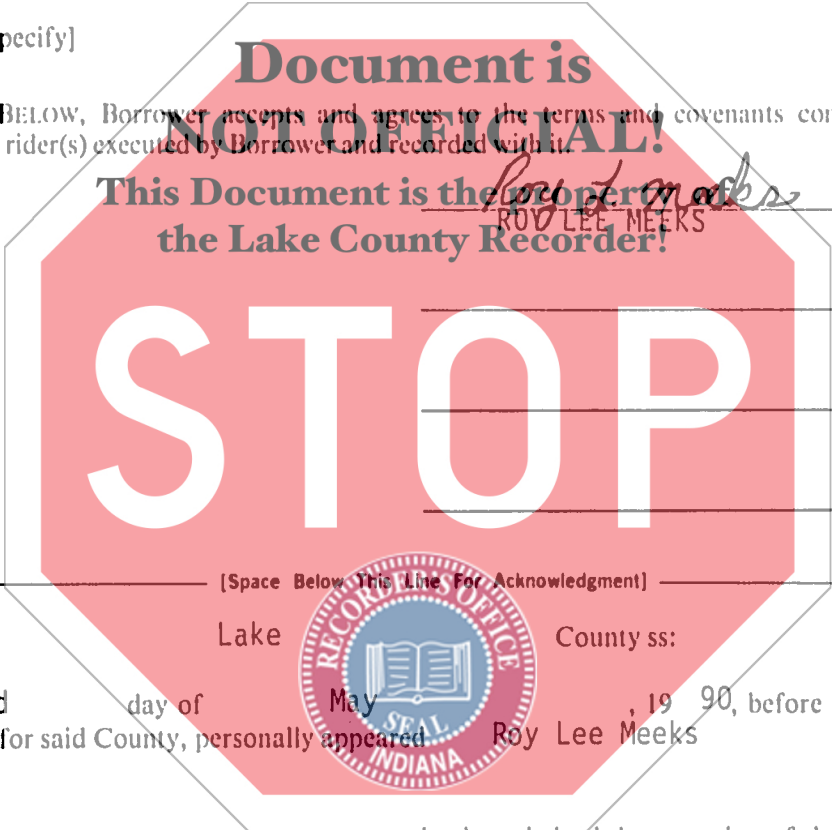 pecify]
Document is
BELOW, Borrower accepts and agrees to the terms and covenants con
NOT OFFICIAL!
rider(s) executed by Borrower and recorded with it.
This Document is the property of
Roy L Meeks
ROY LEE MEEKS
the Lake County Recorder!
STOP
[Space Below This Line For Acknowledgment]
RECORDER'S OFFICE
Lake County ss:
day of May , 19 90, before
SEAL
for said County, personally appeared Roy Lee Meeks
INDIANA